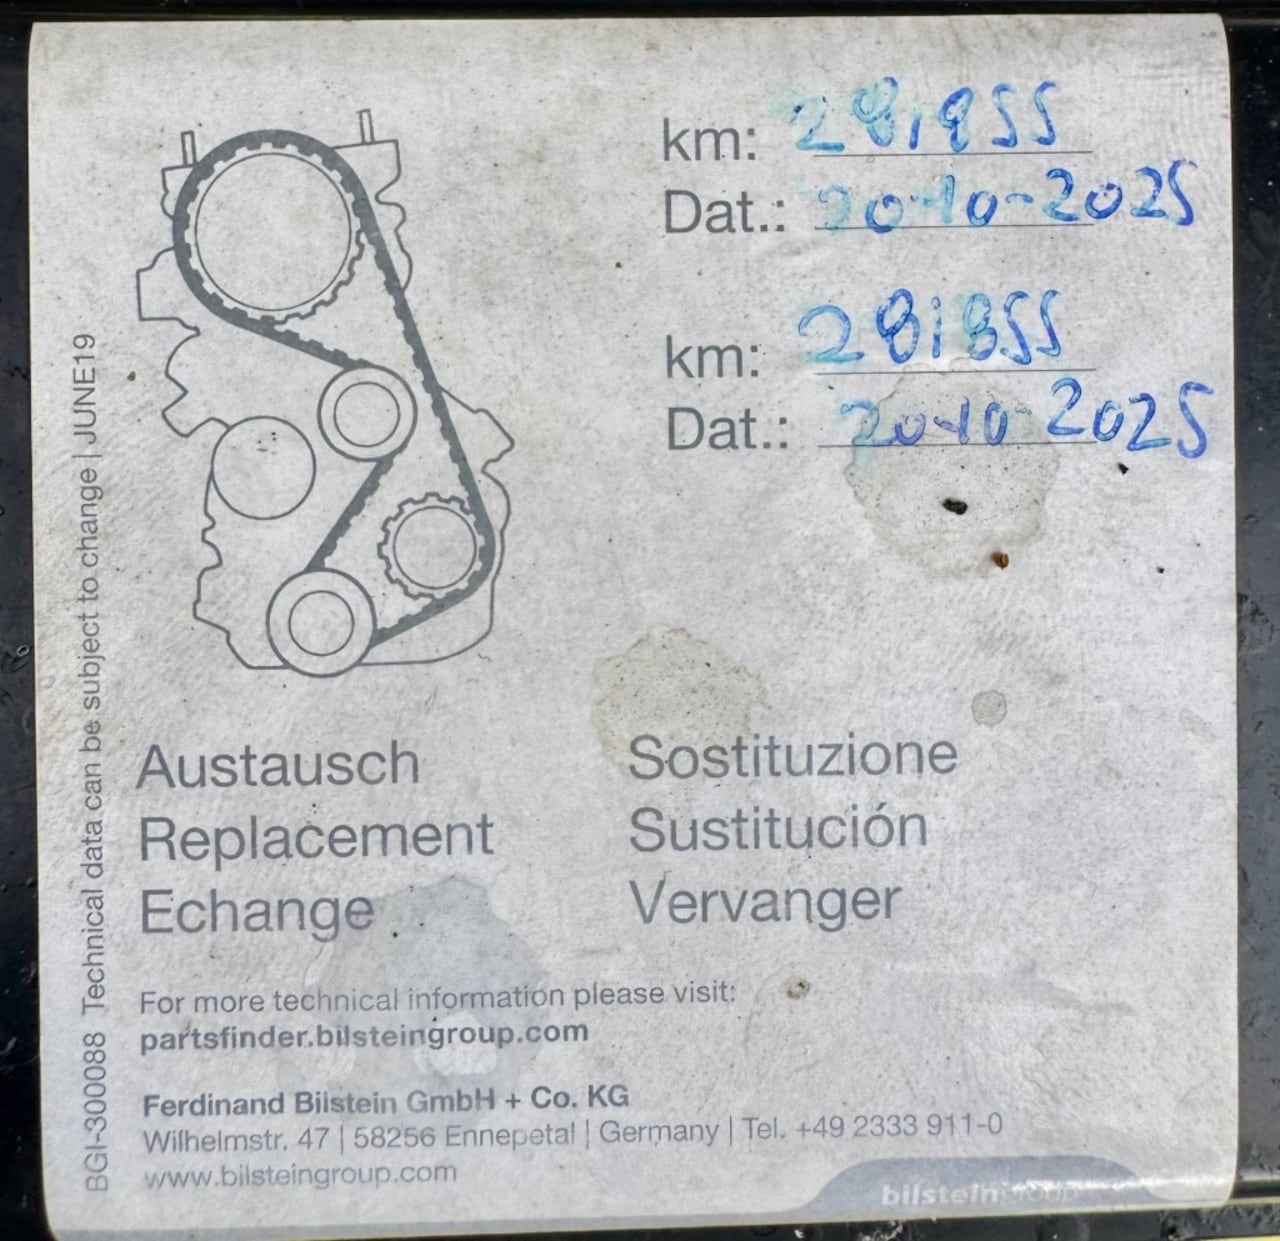 km: 281855
Dat.: 20-10-2025
km: 281855
Dat.: 20-10-2025
Austausch
Replacement
Echange
Sostituzione
Sustitución
Vervanger
For more technical information please visit:
partsfinder.bilsteingroup.com
Ferdinand Bilstein GmbH + Co. KG
Wilhelmstr. 47 | 58256 Ennepetal | Germany | Tel. +49 2333 911-0
www.bilsteingroup.com
bilsteingroup
BGI-300088 Technical data can be subject to change | JUNE19